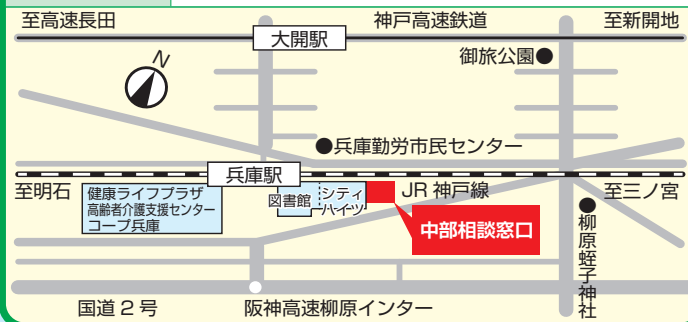 至高速長田
神戸高速鉄道
至新開地
大開駅
御旅公園●
N
●兵庫勤労市民センター
兵庫駅
至明石
健康ライフプラザ
高齢者介護支援センター
コープ兵庫
図書館
シティ
ハイツ
JR 神戸線
至三ノ宮
中部相談窓口
●柳原蛭子神社
国道 2 号
阪神高速柳原インター